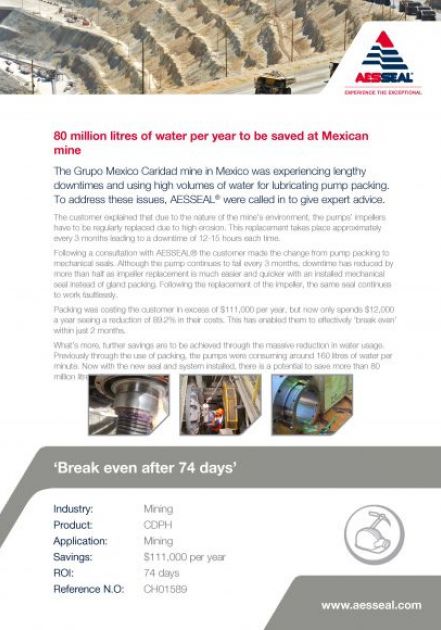 AESSEAL®
EXPERIENCE THE EXCEPTIONAL
80 million litres of water per year to be saved at Mexican
mine
The Grupo Mexico Caridad mine in Mexico was experiencing lengthy
downtimes and using high volumes of water for lubricating pump packing.
To address these issues, AESSEAL® were called in to give expert advice.
The customer explained that due to the nature of the mine's environment, the pumps' impellers
have to be regularly replaced due to high erosion. This replacement takes place approximately
every 3 months leading to a downtime of 12-15 hours each time.
Following a consultation with AESSEAL® the customer made the change from pump packing to
mechanical seals. Although the pump continues to fail every 3 months, downtime has reduced by
more than half as impeller replacement is much easier and quicker with an installed mechanical
seal instead of gland packing. Following the replacement of the impeller, the same seal continues
to work faultlessly.
Packing was costing the customer in excess of $111,000 per year, but now only spends $12,000
a year seeing a reduction of 89.2% in their costs. This has enabled them to effectively 'break even'
within just 2 months.
What's more, further savings are to be achieved through the massive reduction in water usage.
Previously through the use of packing, the pumps were consuming around 160 litres of water per
minute. Now with the new seal and system installed, there is a potential to save more than 80
million
'Break even after 74 days'
Industry: Mining
Product: CDPH
Application: Mining
Savings: $111,000 per year
ROI: 74 days
Reference N.O: CH01589
www.aesseal.com